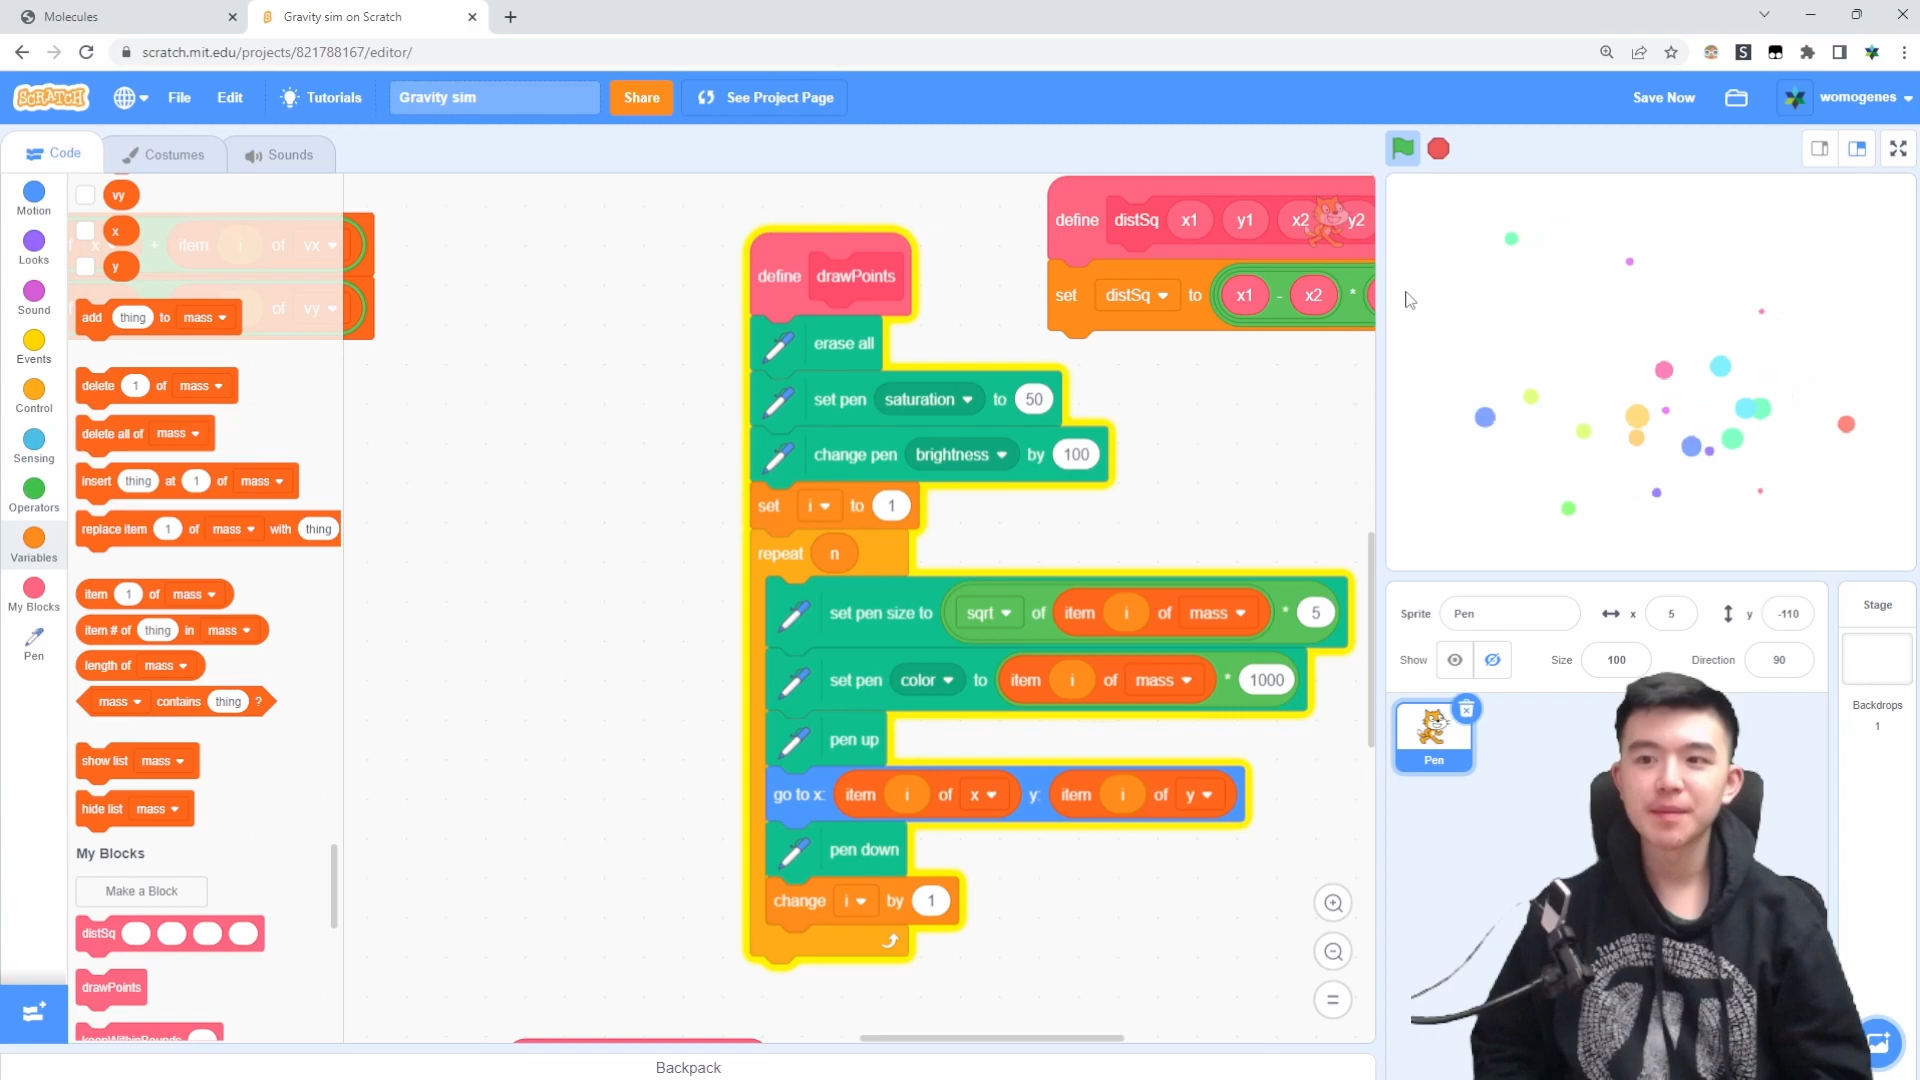 Molecules
Gravity sim on Scratch
scratch.mit.edu/projects/821788167/editor/
SCRATCH
File
Edit
Tutorials
Gravity sim
Share
See Project Page
Save Now
womogenes
Code
Costumes
Sounds
Motion
Looks
Sound
Events
Control
Sensing
Operators
Variables
My Blocks
Pen
vy
x
y
x + item i of vx
of vy
add thing to mass
delete 1 of mass
delete all of mass
insert thing at 1 of mass
replace item 1 of mass with thing
item 1 of mass
item # of thing in mass
length of mass
mass contains thing ?
show list mass
hide list mass
My Blocks
Make a Block
distSq
drawPoints
keepWithinBounds
define drawPoints
erase all
set pen saturation to 50
change pen brightness by 100
set i to 1
repeat n
set pen size to sqrt of item i of mass * 5
set pen color to item i of mass * 1000
pen up
go to x: item i of x y: item i of y
pen down
change i by 1
define distSq x1 y1 x2 y2
set distSq to x1 - x2 *
Sprite Pen x 5 y -110
Show Size 100 Direction 90
Pen
Stage
Backdrops
1
Backpack